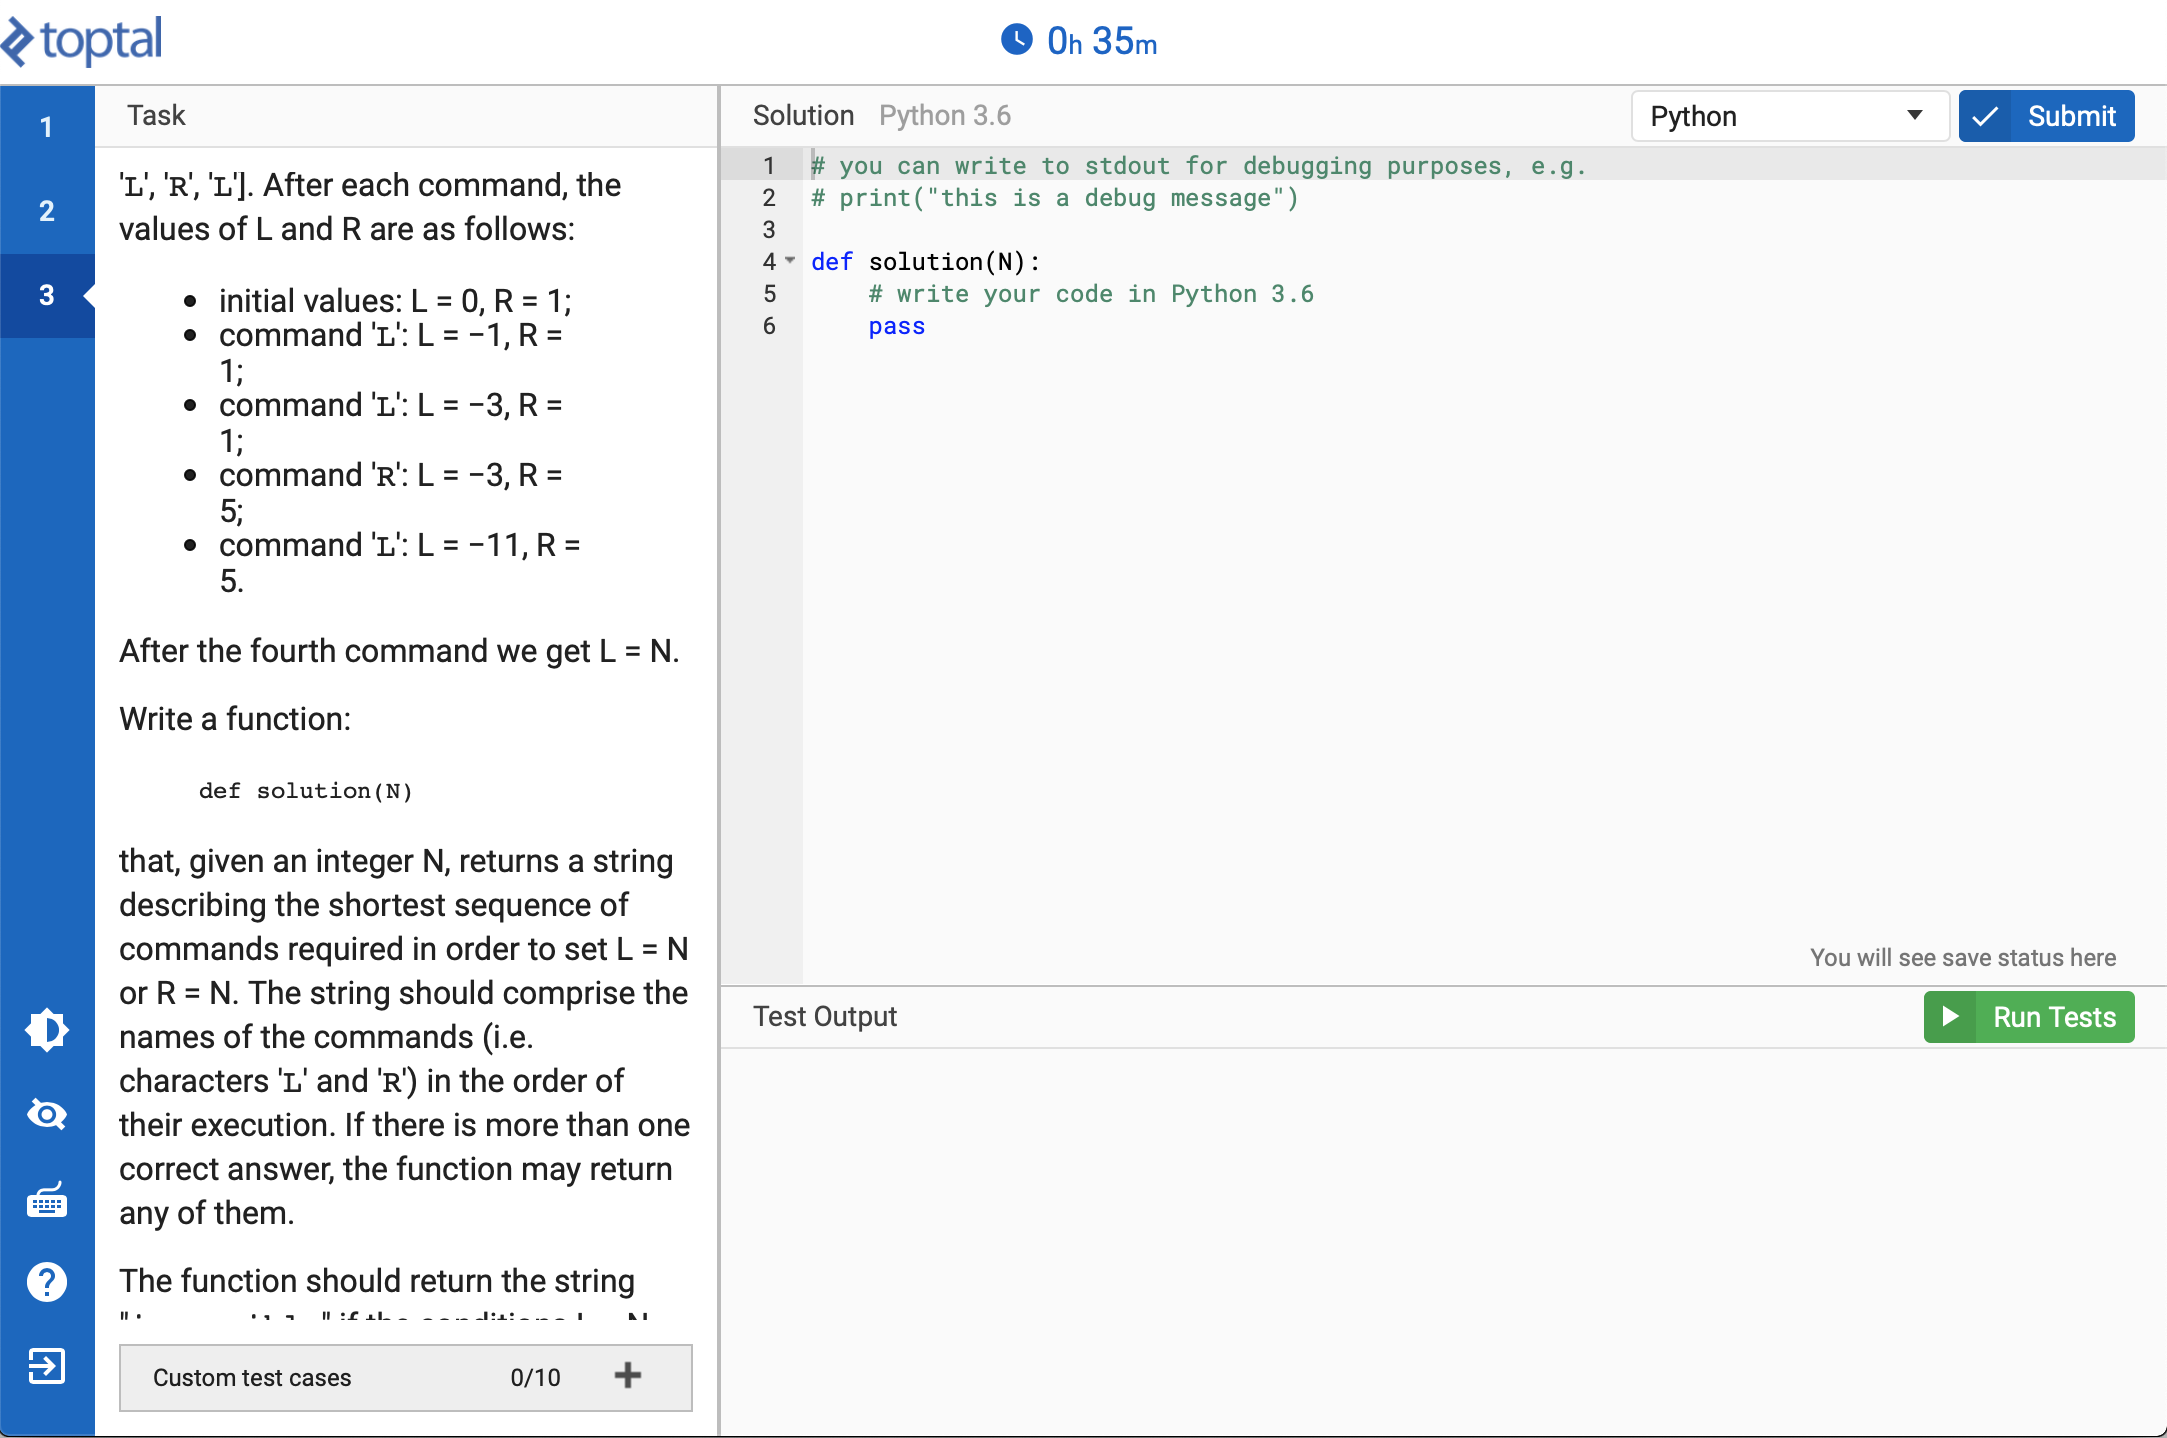 toptal
0h 35m
1
2
3
Task
'L', 'R', 'L']. After each command, the
values of L and R are as follows:
• initial values: L = 0, R = 1;
• command 'L': L = −1, R =
1;
• command 'L': L = −3, R =
1;
• command 'R': L = −3, R =
5;
• command 'L': L = −11, R =
5.
After the fourth command we get L = N.
Write a function:
def solution(N)
that, given an integer N, returns a string
describing the shortest sequence of
commands required in order to set L = N
or R = N. The string should comprise the
names of the commands (i.e.
characters 'L' and 'R') in the order of
their execution. If there is more than one
correct answer, the function may return
any of them.
The function should return the string
if the conditions L = N
Custom test cases 0/10 +
Solution Python 3.6
Python
Submit
1 # you can write to stdout for debugging purposes, e.g.
2 # print("this is a debug message")
3
4 def solution(N):
5 # write your code in Python 3.6
6 pass
You will see save status here
Test Output
Run Tests